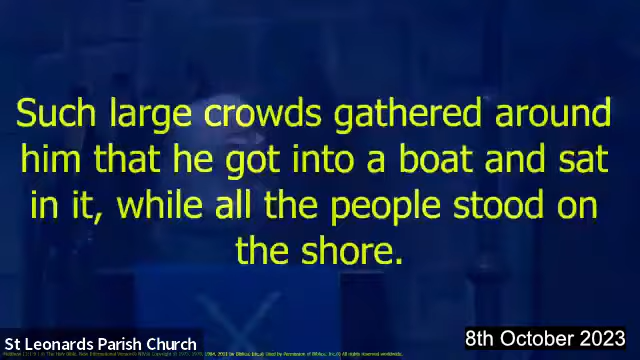 Such large crowds gathered around
him that he got into a boat and sat
in it, while all the people stood on
the shore.
St Leonards Parish Church
8th October 2023